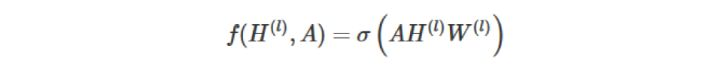 f(H^{(l)}, A) = σ(AH^{(l)}W^{(l)})